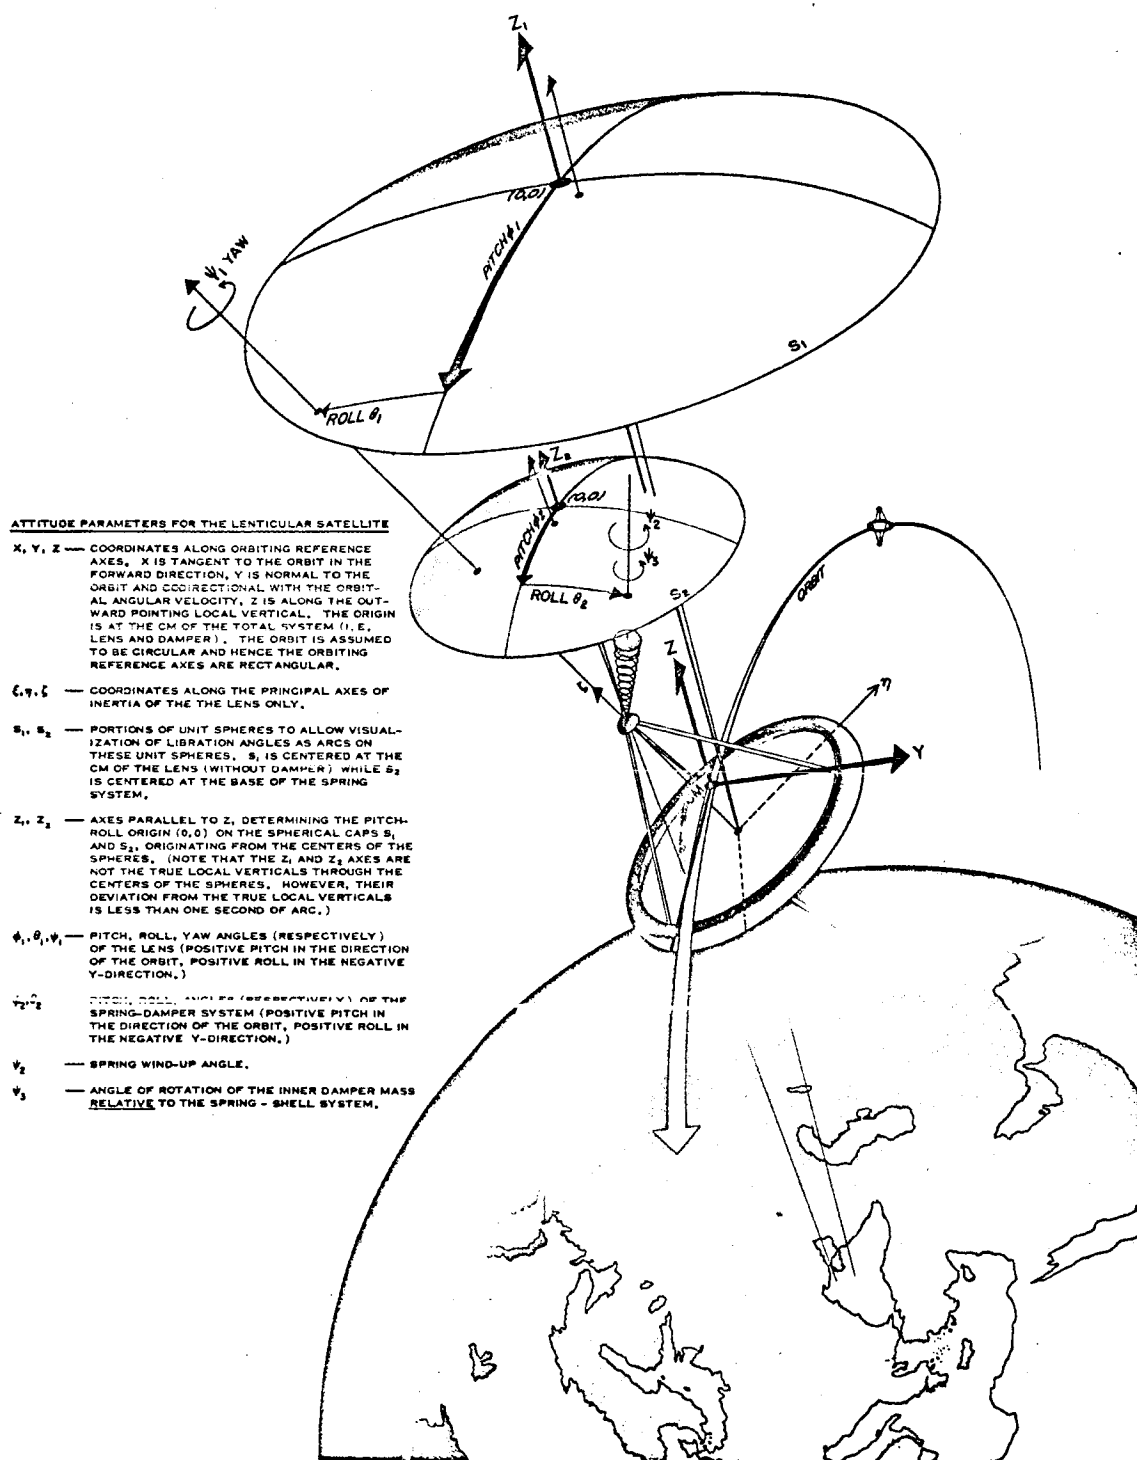 Z₁
(0,0)
PITCH ϕ₁
ψ₁ YAW
S₁
ROLL θ₁
Z₂
(0,0)
PITCH ϕ₂
ψ₂
ψ₃
ROLL θ₂
S₂
ORBIT
Z
ζ
η
Y
CM
ATTITUDE PARAMETERS FOR THE LENTICULAR SATELLITE
X, Y, Z — COORDINATES ALONG ORBITING REFERENCE
AXES. X IS TANGENT TO THE ORBIT IN THE
FORWARD DIRECTION, Y IS NORMAL TO THE
ORBIT AND CODIRECTIONAL WITH THE ORBIT-
AL ANGULAR VELOCITY, Z IS ALONG THE OUT-
WARD POINTING LOCAL VERTICAL. THE ORIGIN
IS AT THE CM OF THE TOTAL SYSTEM (I.E.
LENS AND DAMPER). THE ORBIT IS ASSUMED
TO BE CIRCULAR AND HENCE THE ORBITING
REFERENCE AXES ARE RECTANGULAR.
ξ, η, ζ — COORDINATES ALONG THE PRINCIPAL AXES OF
INERTIA OF THE THE LENS ONLY.
S₁, S₂ — PORTIONS OF UNIT SPHERES TO ALLOW VISUAL-
IZATION OF LIBRATION ANGLES AS ARCS ON
THESE UNIT SPHERES. S₁ IS CENTERED AT THE
CM OF THE LENS (WITHOUT DAMPER) WHILE S₂
IS CENTERED AT THE BASE OF THE SPRING
SYSTEM.
Z₁, Z₂ — AXES PARALLEL TO Z, DETERMINING THE PITCH-
ROLL ORIGIN (0,0) ON THE SPHERICAL CAPS S₁
AND S₂, ORIGINATING FROM THE CENTERS OF THE
SPHERES. (NOTE THAT THE Z₁ AND Z₂ AXES ARE
NOT THE TRUE LOCAL VERTICALS THROUGH THE
CENTERS OF THE SPHERES. HOWEVER, THEIR
DEVIATION FROM THE TRUE LOCAL VERTICALS
IS LESS THAN ONE SECOND OF ARC.)
ϕ₁, θ₁, ψ₁ — PITCH, ROLL, YAW ANGLES (RESPECTIVELY)
OF THE LENS (POSITIVE PITCH IN THE DIRECTION
OF THE ORBIT, POSITIVE ROLL IN THE NEGATIVE
Y-DIRECTION.)
PITCH, ROLL, ANGLES (RESPECTIVELY) OF THE
SPRING-DAMPER SYSTEM (POSITIVE PITCH IN
THE DIRECTION OF THE ORBIT, POSITIVE ROLL IN
THE NEGATIVE Y-DIRECTION.)
ψ₂ — SPRING WIND-UP ANGLE.
ψ₃ — ANGLE OF ROTATION OF THE INNER DAMPER MASS
RELATIVE TO THE SPRING - SHELL SYSTEM.